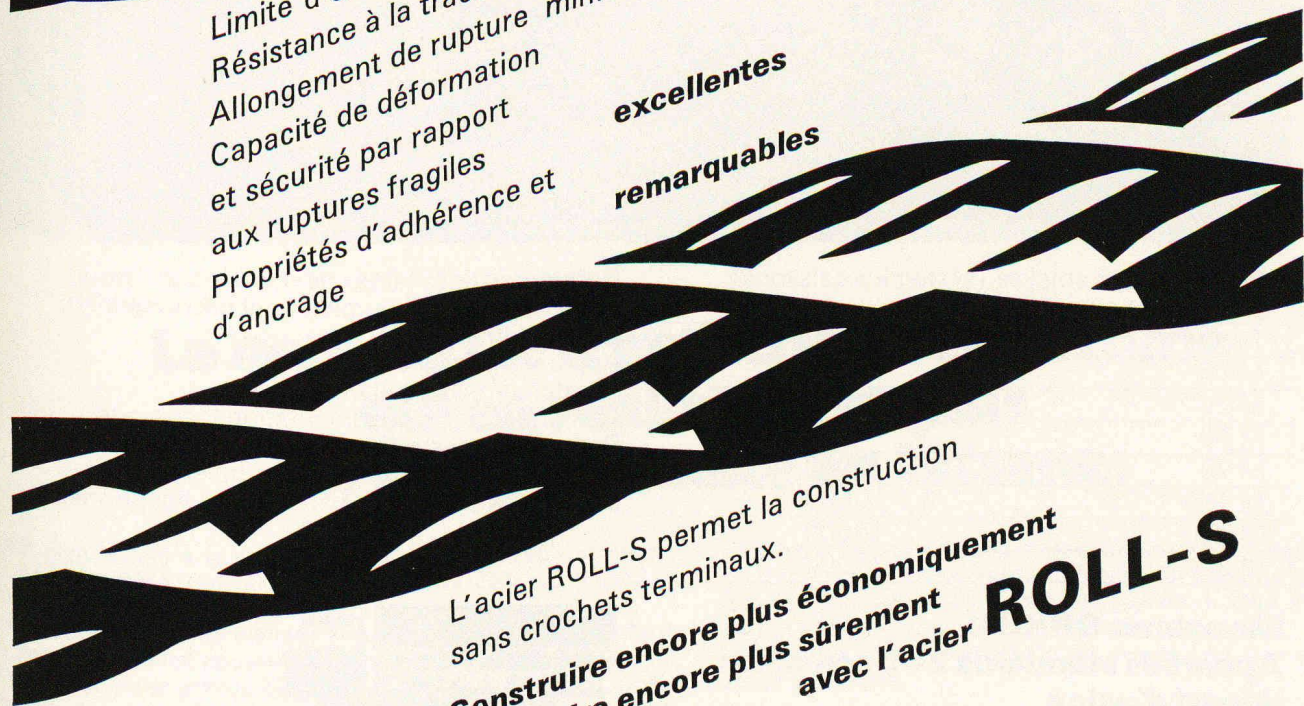 Limite d'
Résistance à la
Allongement de rupture
Capacité de déformation
et sécurité par rapport
aux ruptures fragiles
excellentes
Propriétés d'adhérence et
d'ancrage
remarquables
L'acier ROLL-S permet la construction
sans crochets terminaux.
Construire encore plus économiquement
encore plus sûrement
avec l'acier ROLL-S